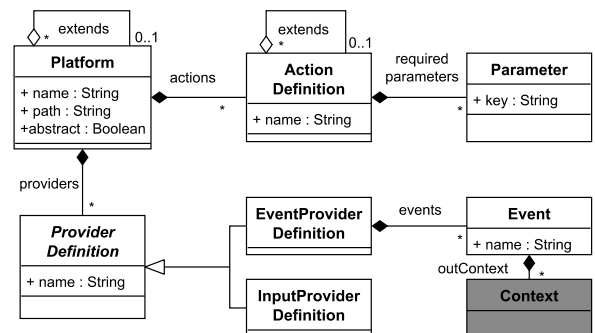 extends
* 0..1
Platform
+ name : String
+ path : String
+abstract : Boolean
actions
*
extends
* 0..1
Action
Definition
+ name : String
required
parameters
*
Parameter
+ key : String
providers
*
Provider
Definition
+ name : String
EventProvider
Definition
events
*
Event
+ name : String
outContext
*
InputProvider
Definition
Context